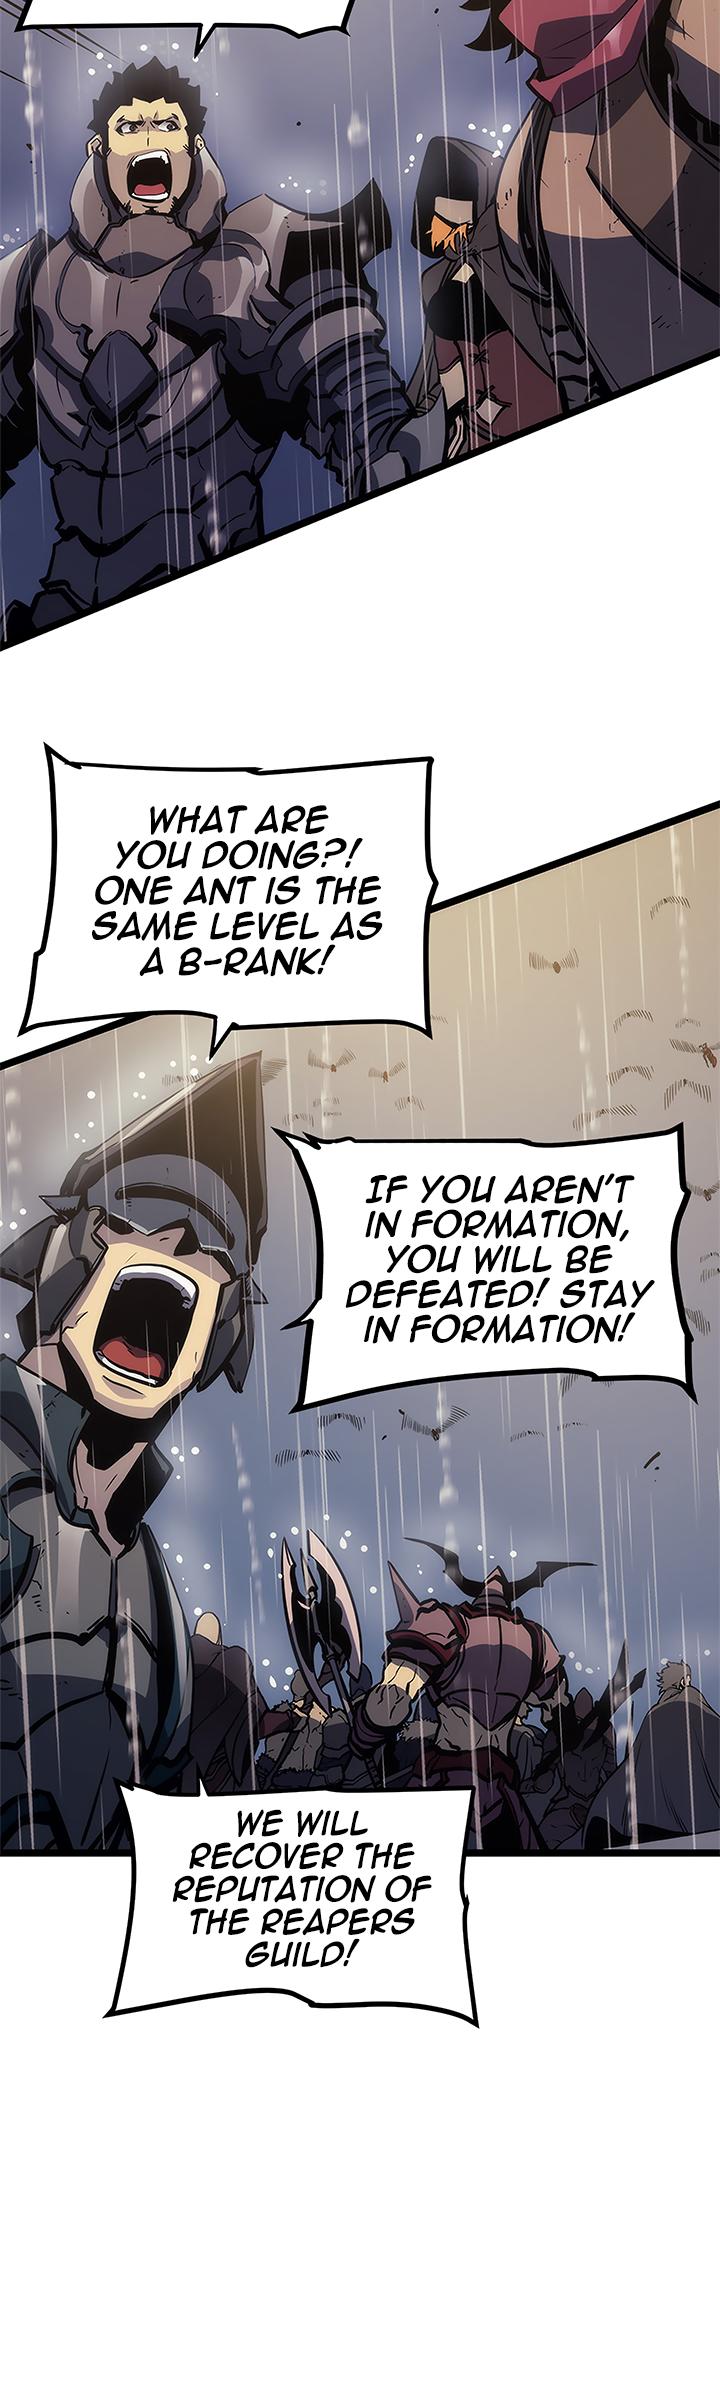 WHAT ARE
YOU DOING?!
ONE ANT IS THE
SAME LEVEL AS
A B-RANK!
IF YOU AREN'T
IN FORMATION,
YOU WILL BE
DEFEATED! STAY
IN FORMATION!
WE WILL
RECOVER THE
REPUTATION OF
THE REAPERS
GUILD!